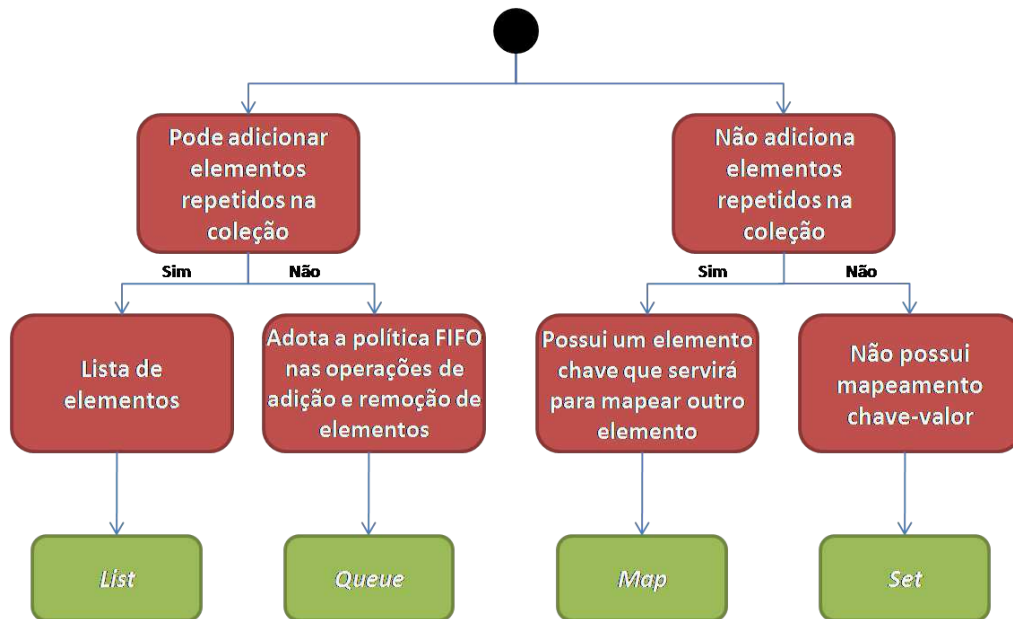 Pode adicionar
elementos
repetidos na
coleção
Não adiciona
elementos
repetidos na
coleção
Sim
Não
Sim
Não
Lista de
elementos
Adota a política FIFO
nas operações de
adição e remoção de
elementos
Possui um elemento
chave que servirá
para mapear outro
elemento
Não possui
mapeamento
chave-valor
List
Queue
Map
Set